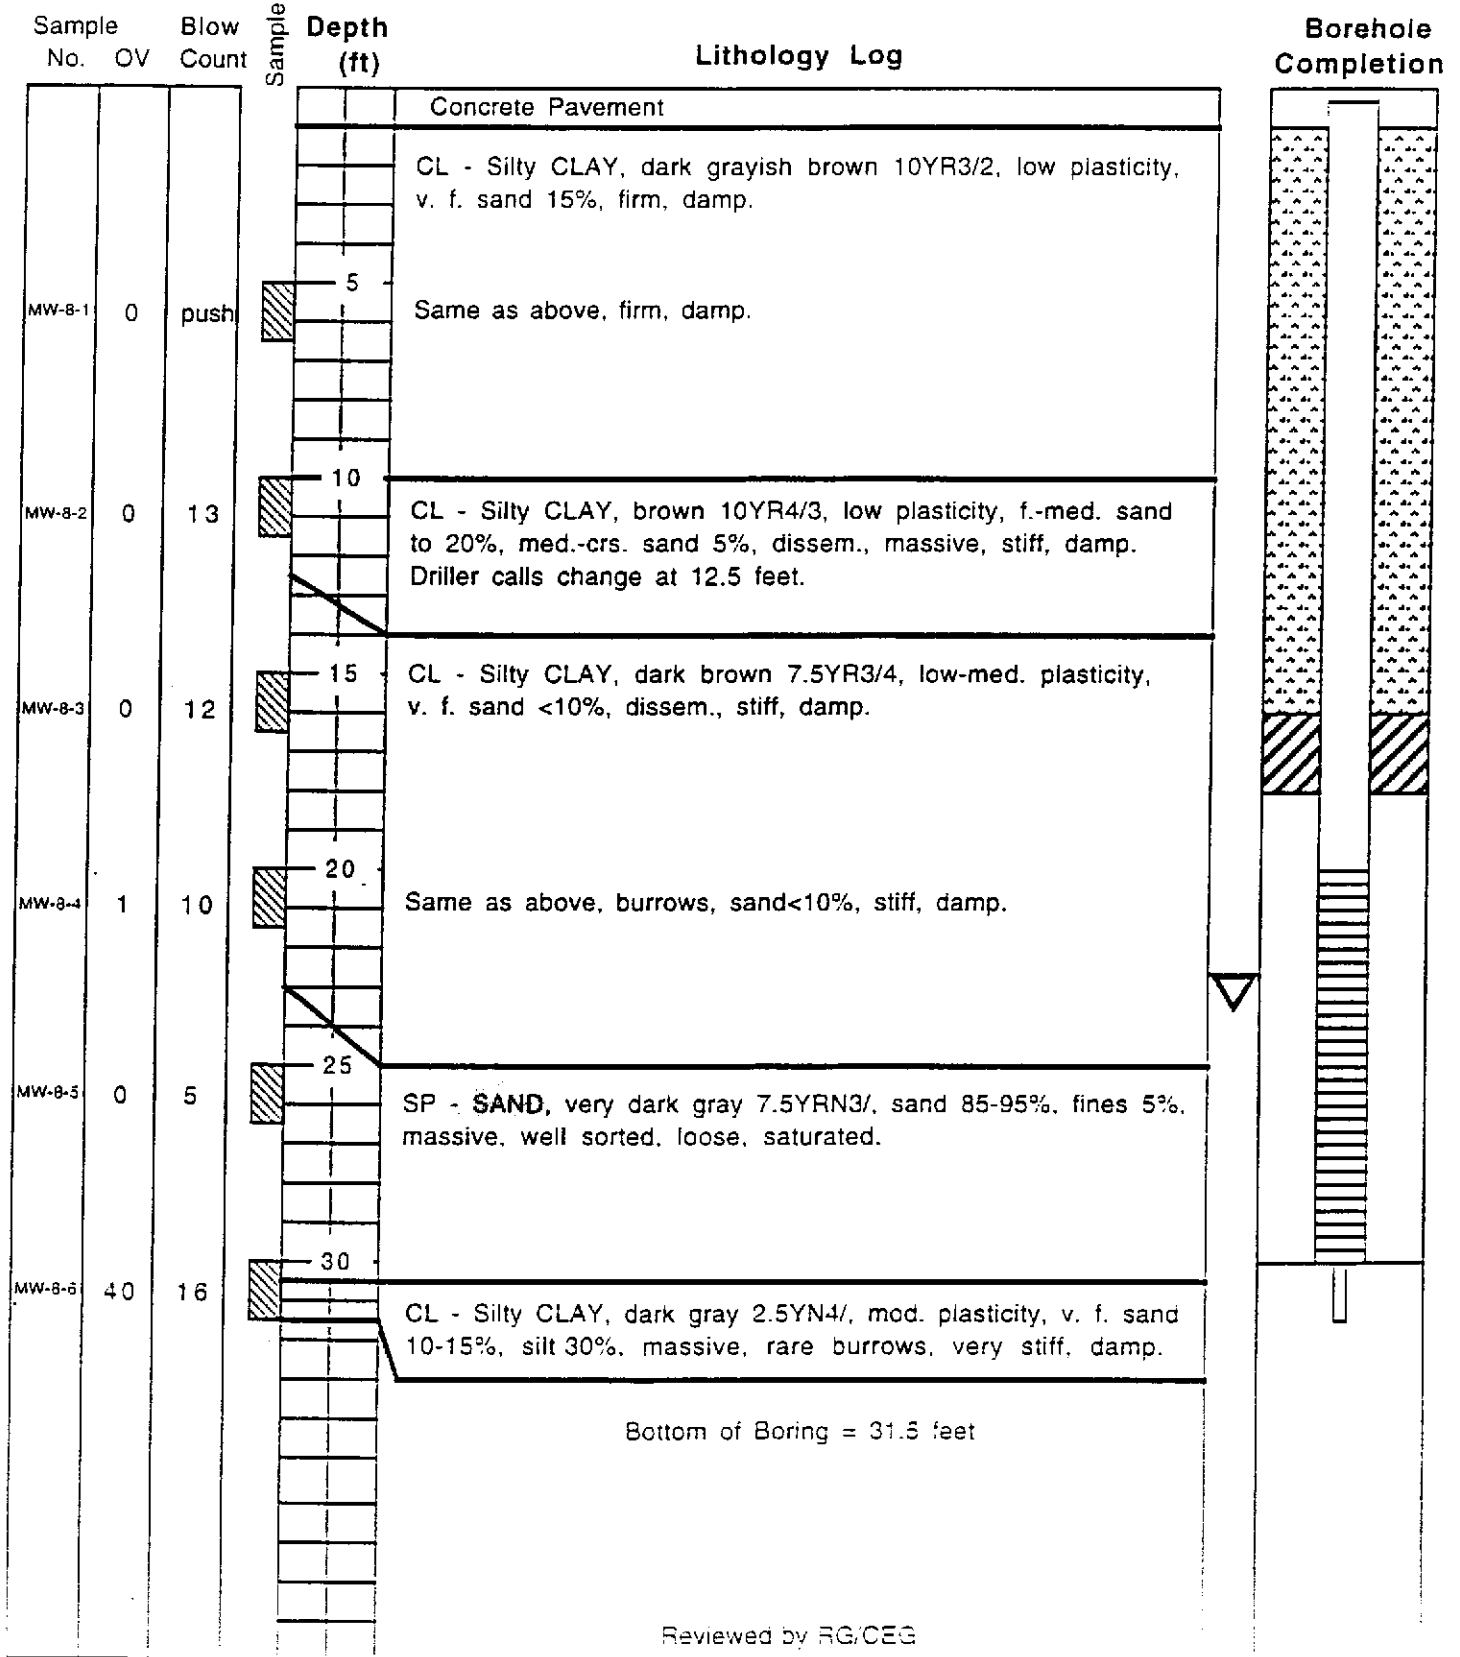 Sample No. OV
Blow Count
Sample
Depth (ft)
Lithology Log
Borehole Completion
Concrete Pavement
CL - Silty CLAY, dark grayish brown 10YR3/2, low plasticity,
v. f. sand 15%, firm, damp.
5
MW-8-1 0 push
Same as above, firm, damp.
10
MW-8-2 0 13
CL - Silty CLAY, brown 10YR4/3, low plasticity, f.-med. sand
to 20%, med.-crs. sand 5%, dissem., massive, stiff, damp.
Driller calls change at 12.5 feet.
15
MW-8-3 0 12
CL - Silty CLAY, dark brown 7.5YR3/4, low-med. plasticity,
v. f. sand <10%, dissem., stiff, damp.
20
MW-8-4 1 10
Same as above, burrows, sand<10%, stiff, damp.
25
MW-8-5 0 5
SP - SAND, very dark gray 7.5YRN3/, sand 85-95%, fines 5%,
massive, well sorted, loose, saturated.
30
MW-8-6 40 16
CL - Silty CLAY, dark gray 2.5YN4/, mod. plasticity, v. f. sand
10-15%, silt 30%, massive, rare burrows, very stiff, damp.
Bottom of Boring = 31.5 feet
Reviewed by RG/CEG